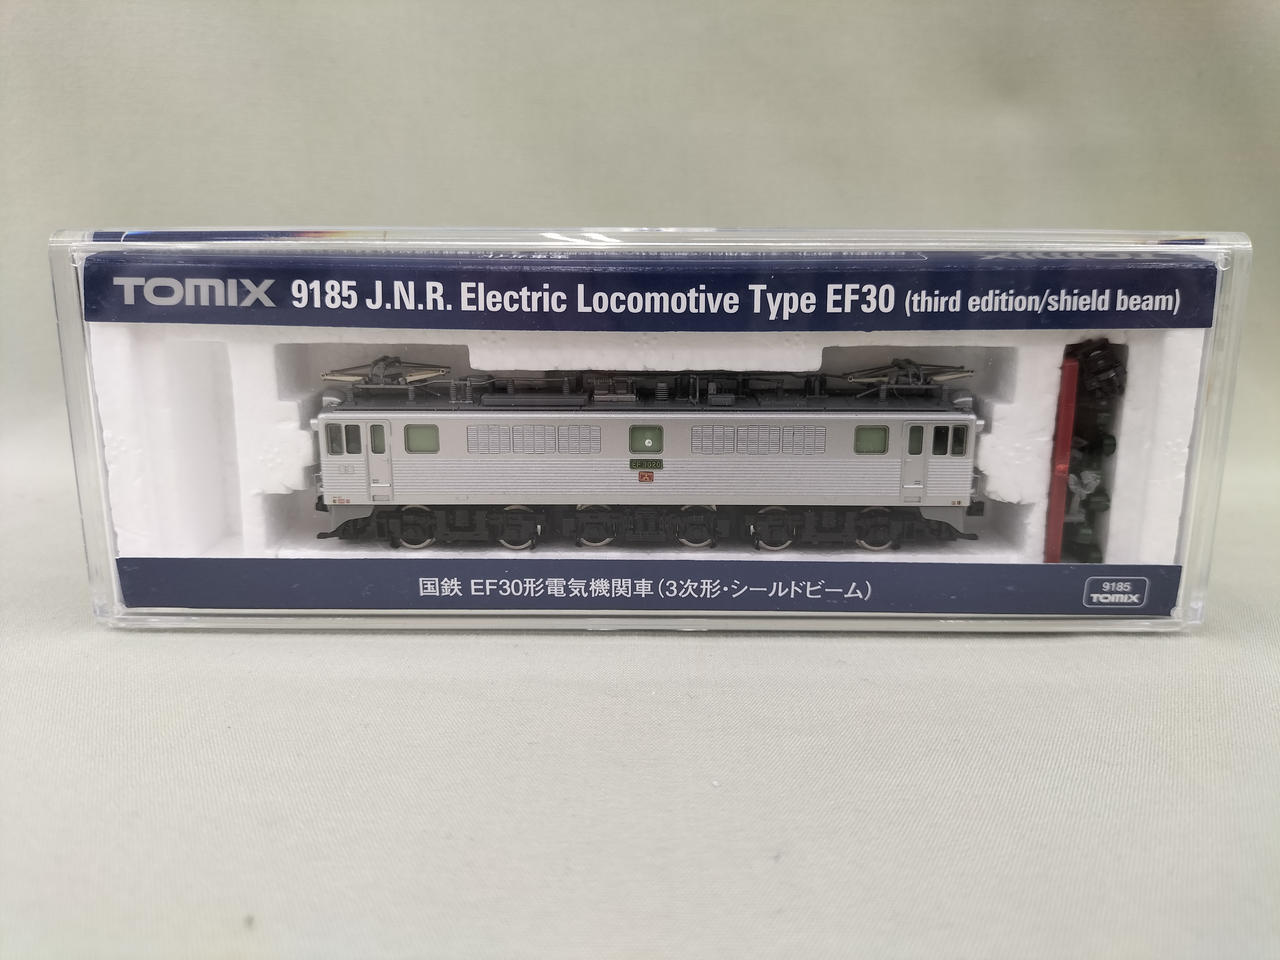 TOMIX 9185 J.N.R. Electric Locomotive Type EF30 (third edition/shield beam)
EF3020
国鉄 EF30形電気機関車(3次形・シールドビーム)
9185
TOMIX